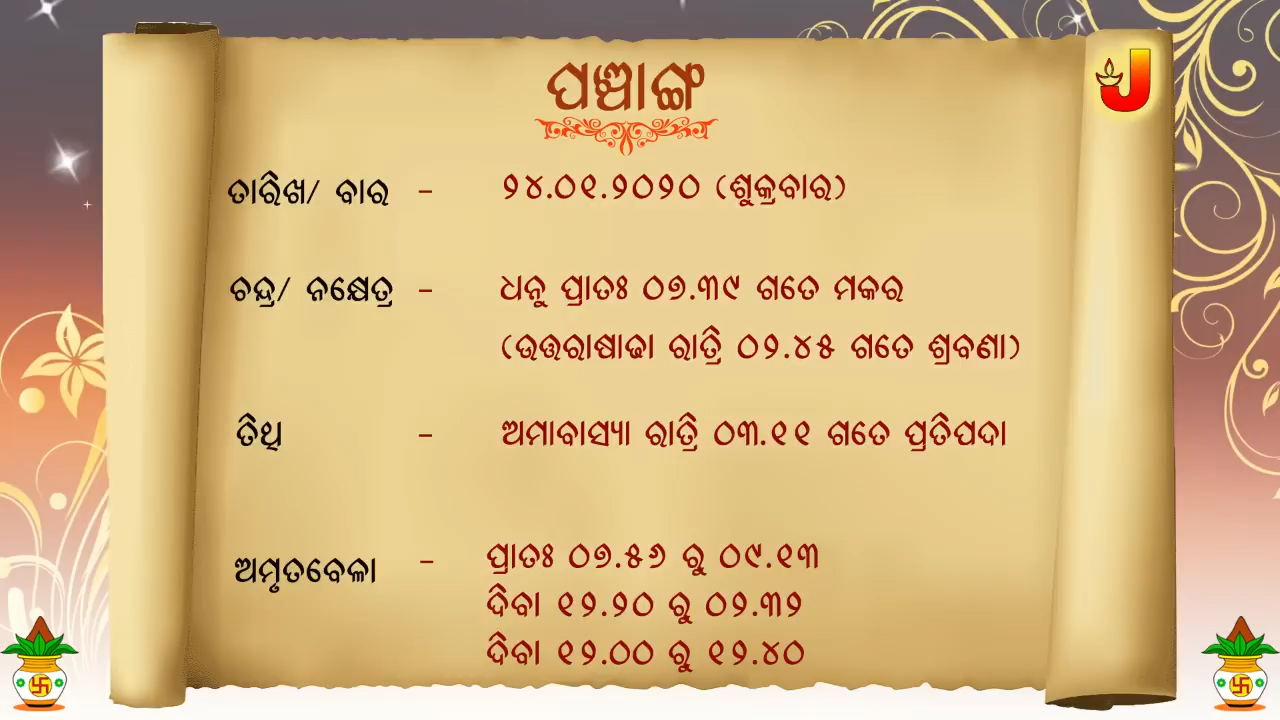 ପଞ୍ଚାଙ୍ଗ
J
ତାରିଖ/ ବାର - ୨୪.୦୧.୨୦୨୦ (ଶୁକ୍ରବାର)
ଚନ୍ଦ୍ର/ ନକ୍ଷେତ୍ର - ଧନୁ ପ୍ରାତଃ ୦୭.୩୯ ଗତେ ମକର
(ଉତ୍ତରାଷାଢା ରାତ୍ରି ୦୨.୪୫ ଗତେ ଶ୍ରବଣା)
ତିଥି - ଅମାବାସ୍ୟା ରାତ୍ରି ୦୩.୧୧ ଗତେ ପ୍ରତିପଦା
ଅମୃତବେଳା - ପ୍ରାତଃ ୦୭.୫୬ ରୁ ୦୯.୧୩
ଦିବା ୧୨.୨୦ ରୁ ୦୨.୩୨
ଦିବା ୧୨.୦୦ ରୁ ୧୨.୪୦